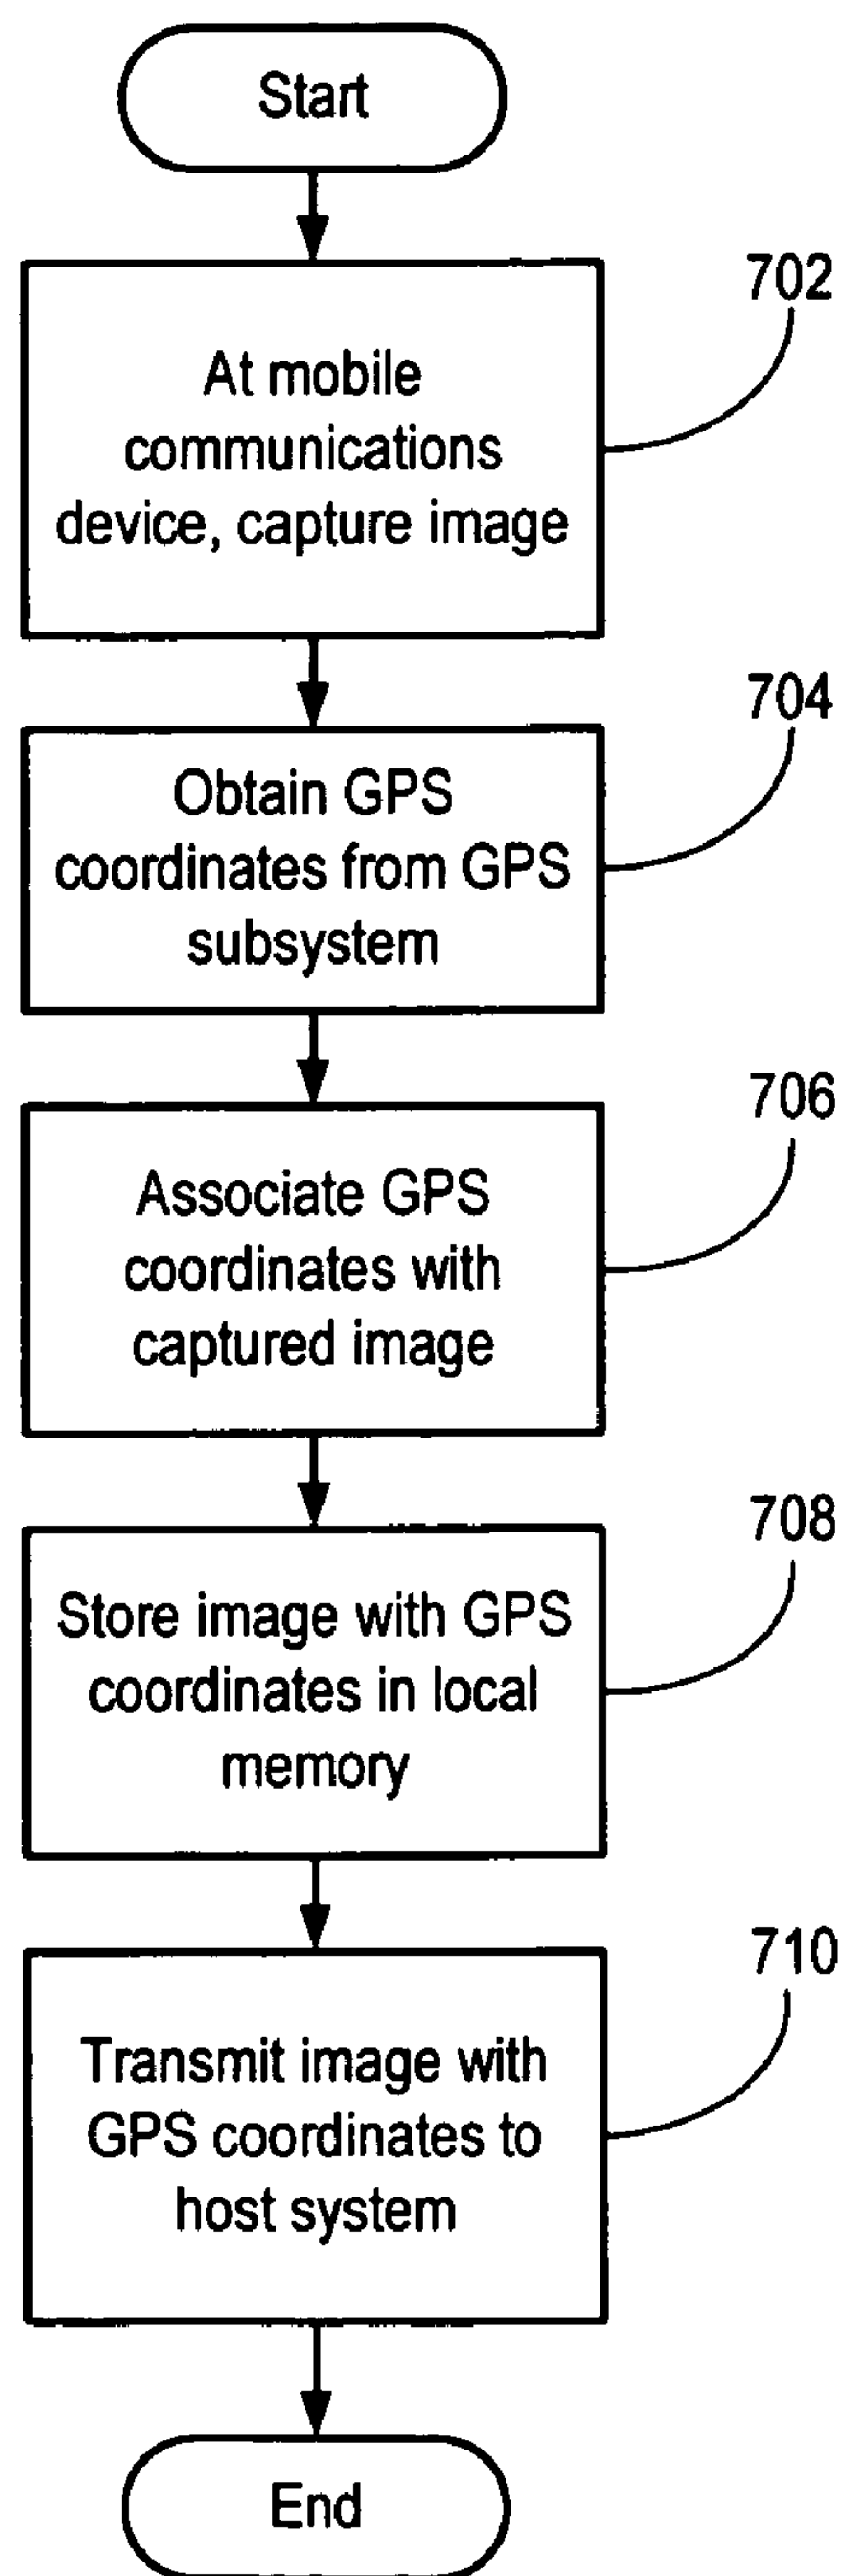 Start
702
At mobile
communications
device, capture image
704
Obtain GPS
coordinates from GPS
subsystem
706
Associate GPS
coordinates with
captured image
708
Store image with GPS
coordinates in local
memory
710
Transmit image with
GPS coordinates to
host system
End